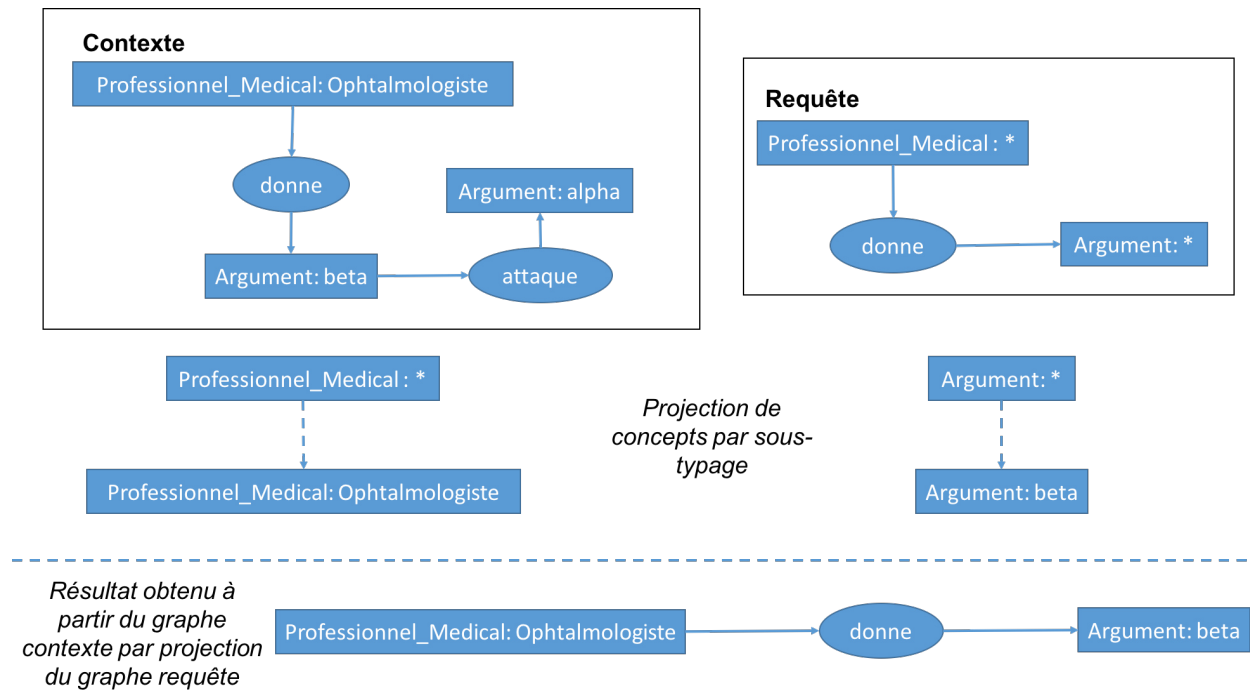 Contexte
Professionnel_Medical: Ophtalmologiste
donne
Argument: alpha
Argument: beta
attaque
Requête
Professionnel_Medical : *
donne
Argument: *
Professionnel_Medical : *
Professionnel_Medical: Ophtalmologiste
Projection de
concepts par sous-
typage
Argument: *
Argument: beta
Résultat obtenu à
partir du graphe
contexte par projection
du graphe requête
Professionnel_Medical: Ophtalmologiste
donne
Argument: beta